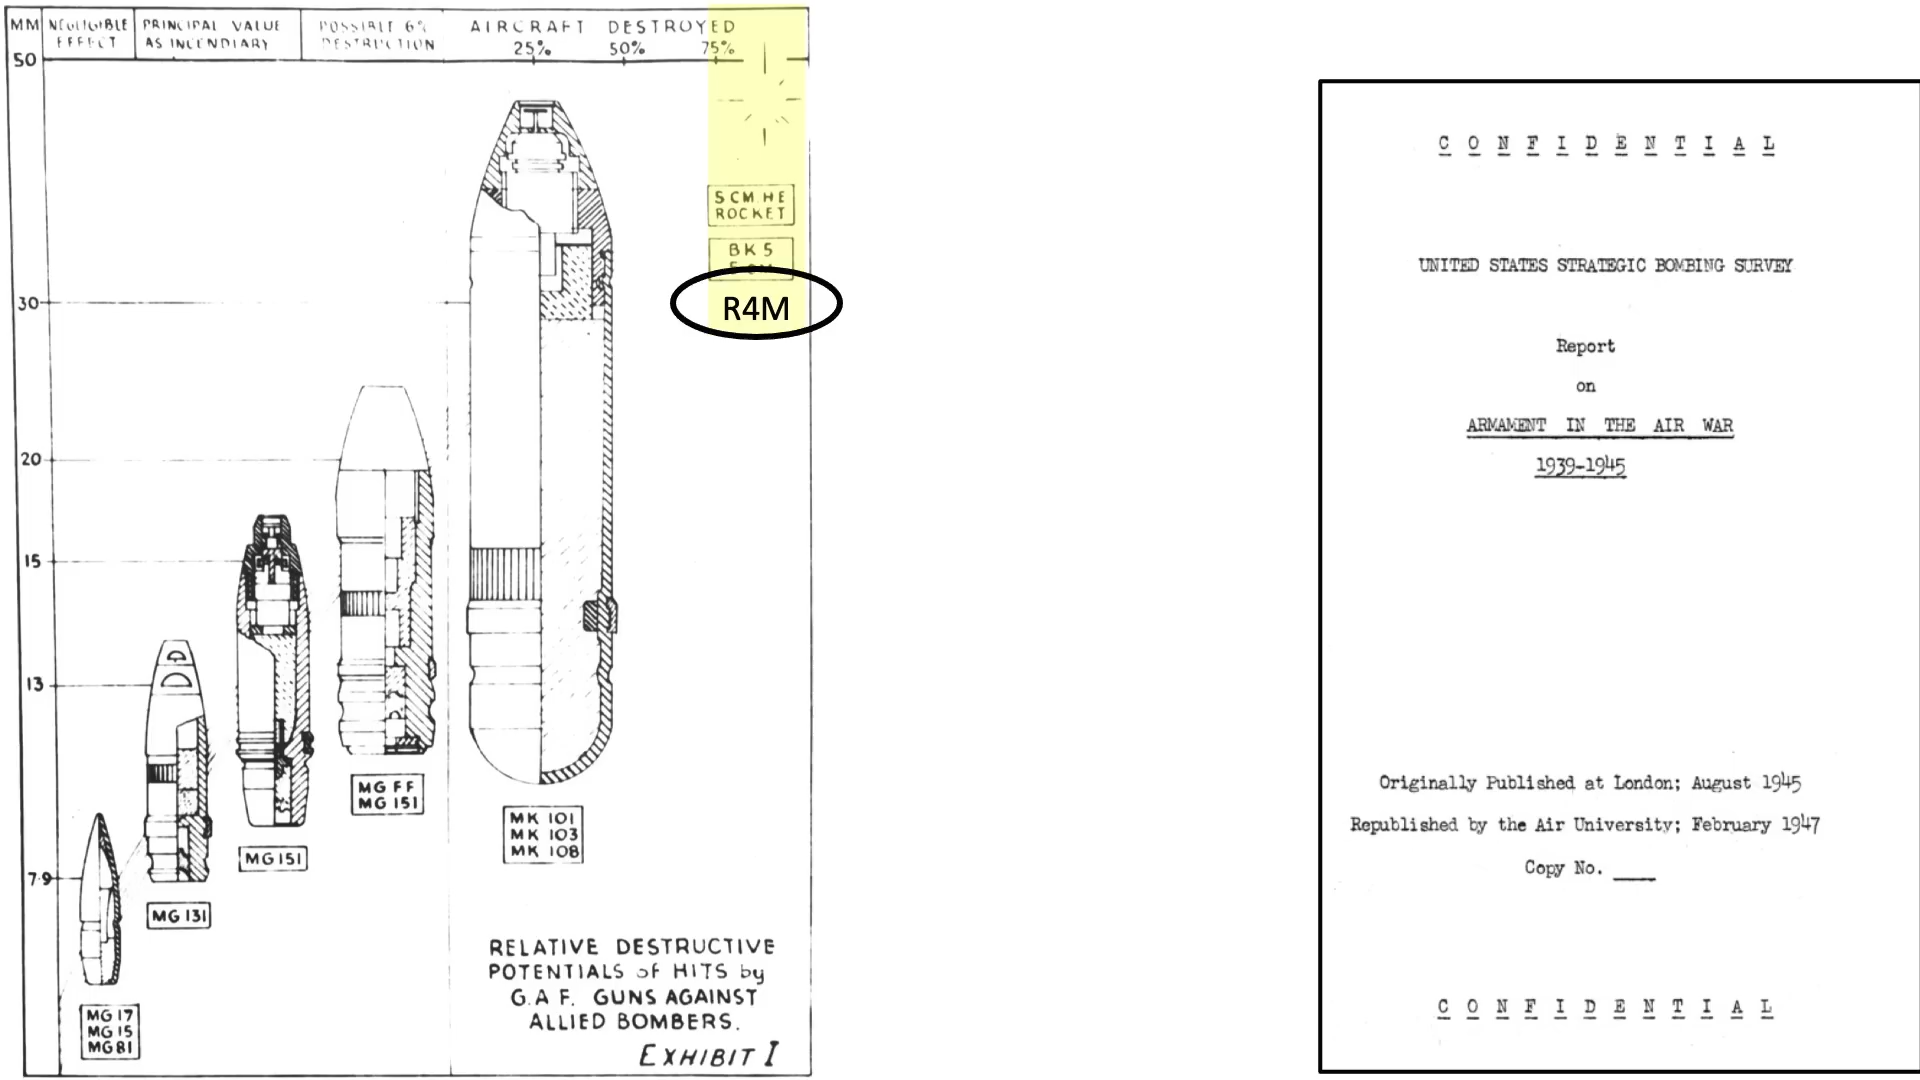 MM
NEGLIGIBLE
EFFECT
PRINCIPAL VALUE
AS INCENDIARY
POSSIBLE 6%
DESTRUCTION
AIRCRAFT DESTROYED
25% 50% 75%
50
30
20
15
13
7.9
5 CM HE
ROCKET
BK 5
5 CM
R4M
MG FF
MG 151
MK 101
MK 103
MK 108
MG 151
MG 131
MG 17
MG 15
MG 81
RELATIVE DESTRUCTIVE
POTENTIALS of HITS by
G.A F. GUNS AGAINST
ALLIED BOMBERS.
EXHIBIT I
CONFIDENTIAL
UNITED STATES STRATEGIC BOMBING SURVEY
Report
on
ARMAMENT IN THE AIR WAR
1939-1945
Originally Published at London; August 1945
Republished by the Air University; February 1947
Copy No. ____
CONFIDENTIAL